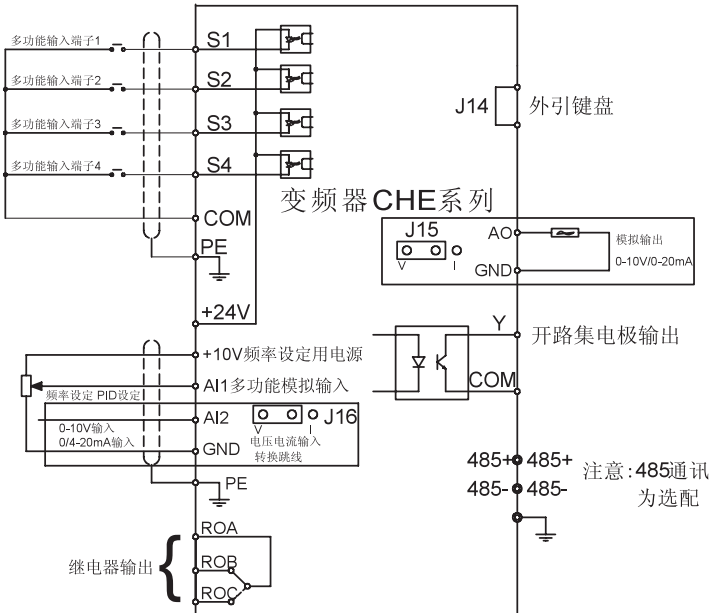 多功能输入端子1
S1
多功能输入端子2
S2
多功能输入端子3
S3
多功能输入端子4
S4
COM
PE
+24V
变频器CHE系列
J14
外引键盘
J15
V
I
AO
GND
模拟输出
0-10V/0-20mA
Y
COM
开路集电极输出
+10V频率设定用电源
频率设定 PID设定
AI1多功能模拟输入
AI2
0-10V输入
0/4-20mA输入
GND
J16
V
I
电压电流输入
转换跳线
PE
485+
485+
485-
485-
注意:485通讯
为选配
继电器输出
{
ROA
ROB
ROC